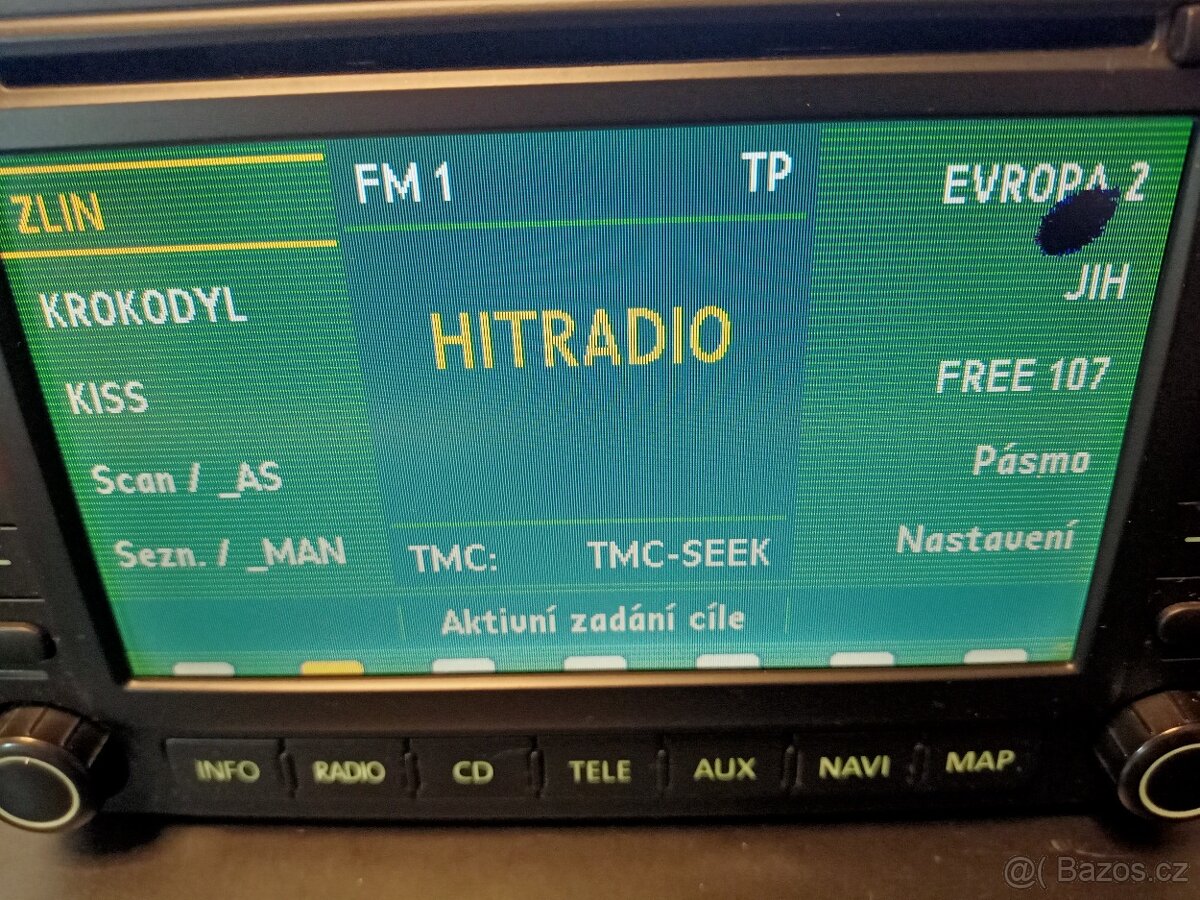 FM 1 TP
ZLIN
KROKODYL
KISS
Scan / _AS
Sezn. / _MAN
HITRADIO
TMC: TMC-SEEK
EVROPA 2
JIH
FREE 107
Pásmo
Nastavení
Aktivní zadání cíle
INFO RADIO CD TELE AUX NAVI MAP
@( Bazos.cz